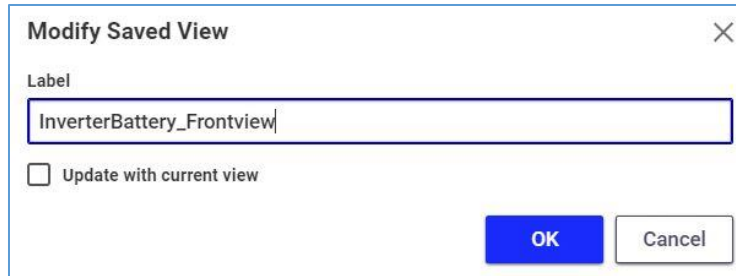 Modify Saved View
Label
InverterBattery_Frontview
Update with current view
OK
Cancel